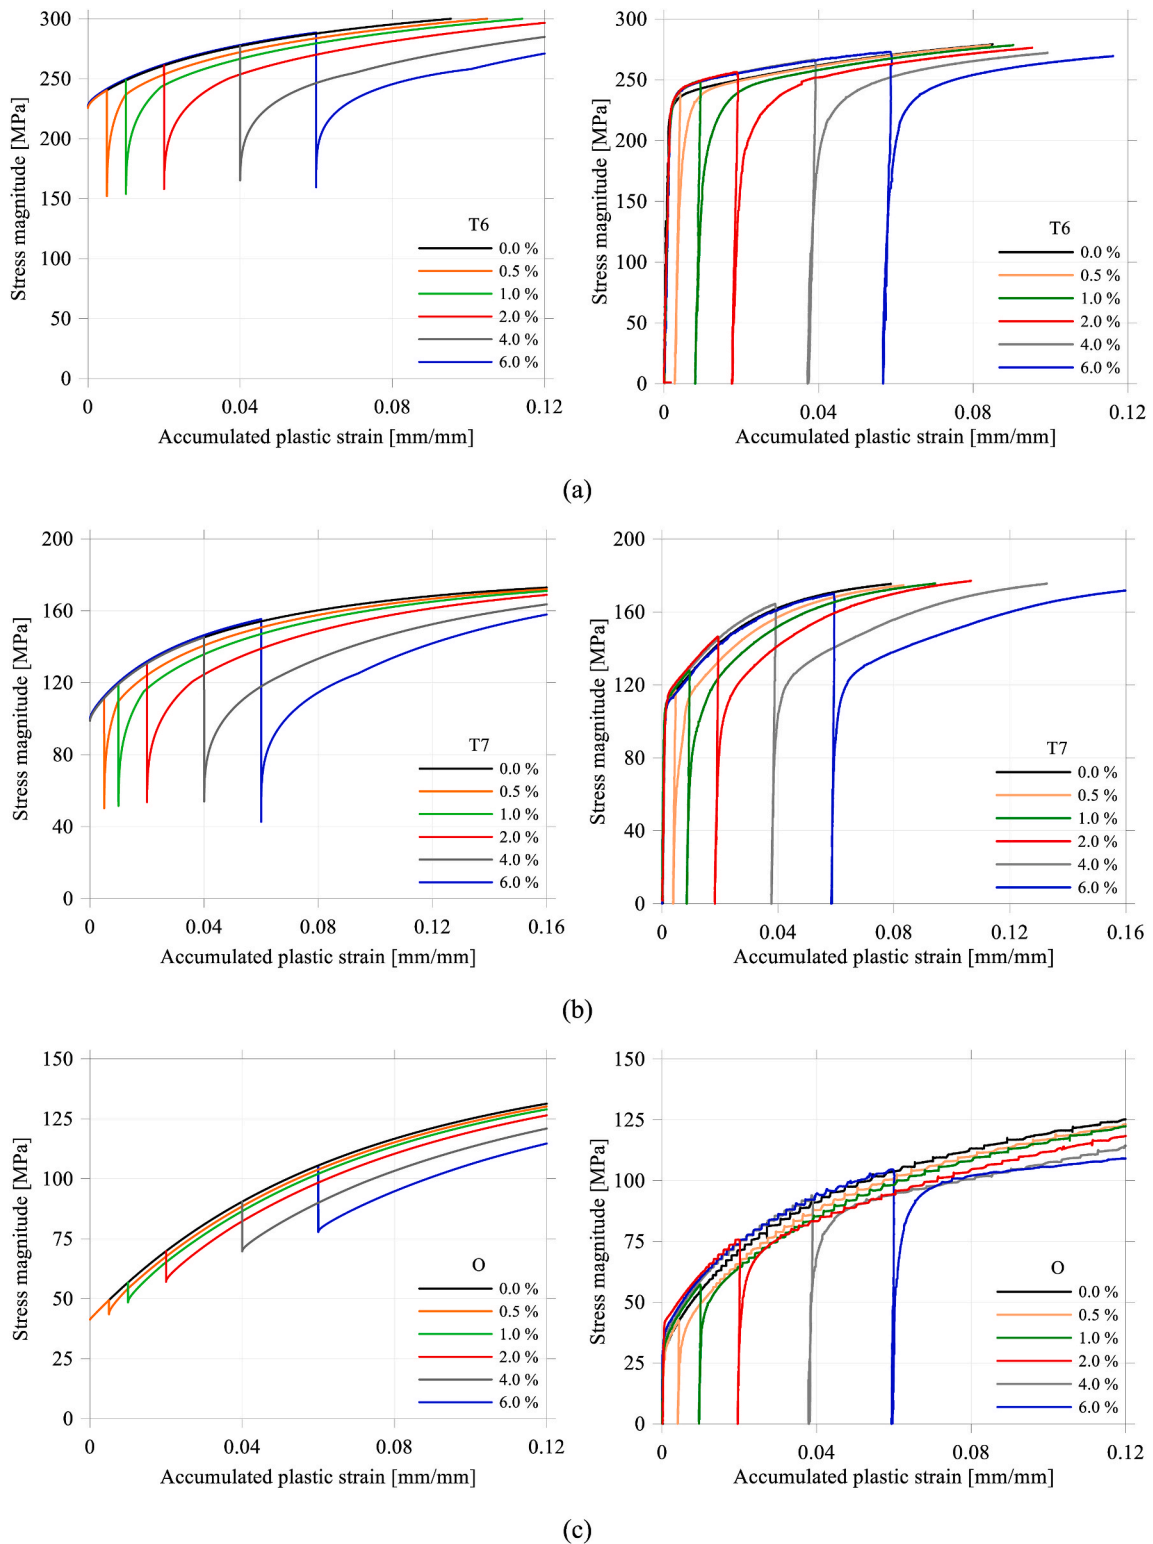 300
250
200
150
100
50
0
Stress magnitude [MPa]
T6
0.0 %
0.5 %
1.0 %
2.0 %
4.0 %
6.0 %
0 0.04 0.08 0.12
Accumulated plastic strain [mm/mm]
300
250
200
150
100
50
0
Stress magnitude [MPa]
T6
0.0 %
0.5 %
1.0 %
2.0 %
4.0 %
6.0 %
0 0.04 0.08 0.12
Accumulated plastic strain [mm/mm]
(a)
200
160
120
80
40
0
Stress magnitude [MPa]
T7
0.0 %
0.5 %
1.0 %
2.0 %
4.0 %
6.0 %
0 0.04 0.08 0.12 0.16
Accumulated plastic strain [mm/mm]
200
160
120
80
40
0
Stress magnitude [MPa]
T7
0.0 %
0.5 %
1.0 %
2.0 %
4.0 %
6.0 %
0 0.04 0.08 0.12 0.16
Accumulated plastic strain [mm/mm]
(b)
150
125
100
75
50
25
0
Stress magnitude [MPa]
O
0.0 %
0.5 %
1.0 %
2.0 %
4.0 %
6.0 %
0 0.04 0.08 0.12
Accumulated plastic strain [mm/mm]
150
125
100
75
50
25
0
Stress magnitude [MPa]
O
0.0 %
0.5 %
1.0 %
2.0 %
4.0 %
6.0 %
0 0.04 0.08 0.12
Accumulated plastic strain [mm/mm]
(c)